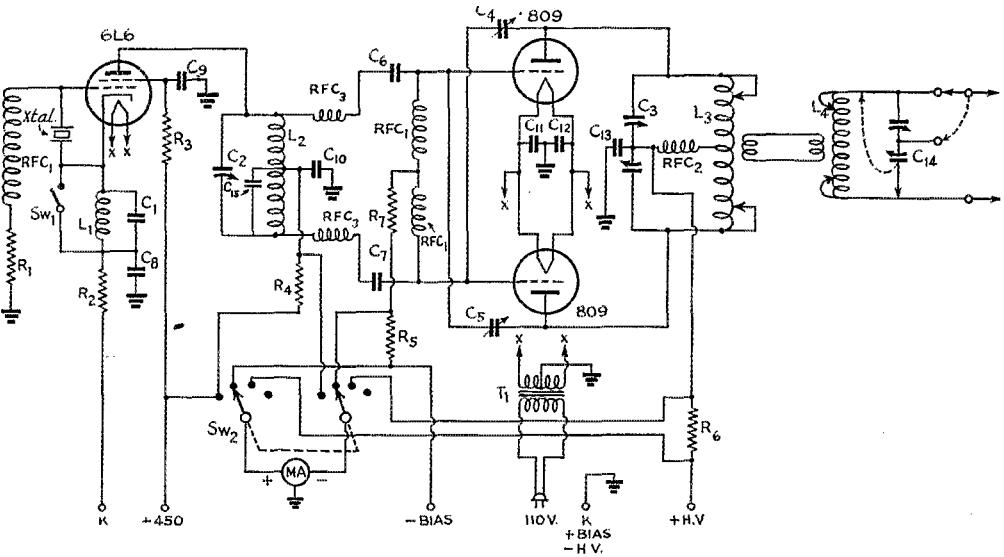 C4
809
6L6
C9
C6
RFC3
Xtal.
RFC1
R3
C2
L2
C10
C15
RFC1
C11
C12
C3
C13
L3
RFC2
L4
C14
Sw1
L1
C1
C8
R1
R2
RFC3
R7
RFC1
C7
R4
X
X
X
X
809
C5
R5
X
X
T1
Sw2
R6
+
MA
-
K
+450
-BIAS
110V.
K
+BIAS
-HV.
+H.V